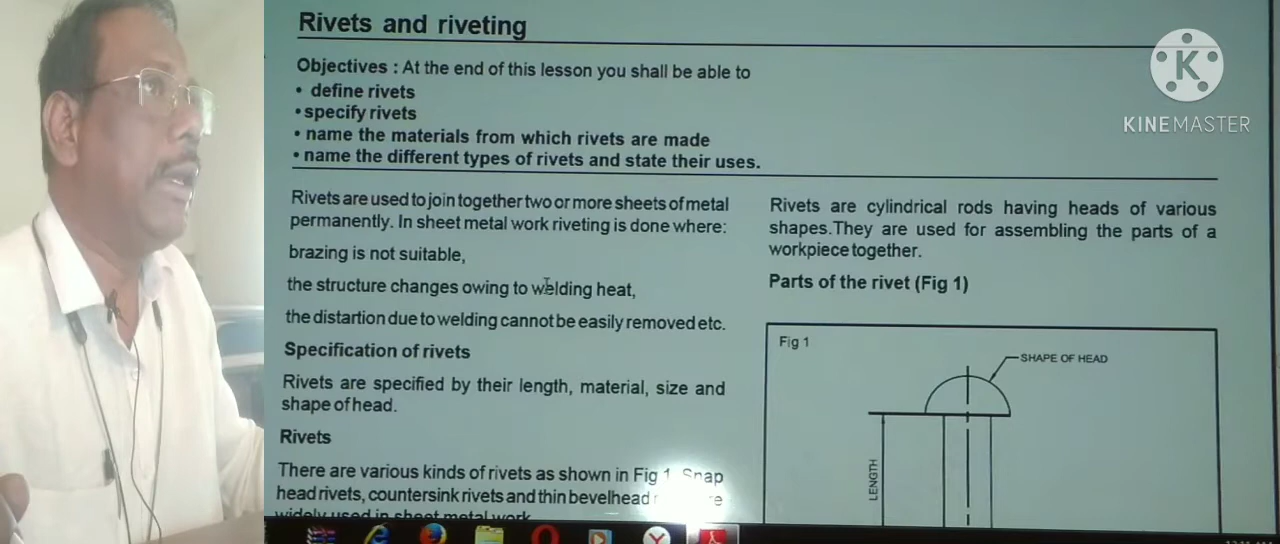 Rivets and riveting
Objectives : At the end of this lesson you shall be able to
• define rivets
• specify rivets
• name the materials from which rivets are made
• name the different types of rivets and state their uses.
Rivets are used to join together two or more sheets of metal
permanently. In sheet metal work riveting is done where:
brazing is not suitable,
the structure changes owing to welding heat,
the distartion due to welding cannot be easily removed etc.
Specification of rivets
Rivets are specified by their length, material, size and
shape of head.
Rivets
There are various kinds of rivets as shown in Fig 1. Snap
head rivets, countersink rivets and thin bevelhead
widely used in sheet metal work
Rivets are cylindrical rods having heads of various
shapes.They are used for assembling the parts of a
workpiece together.
Parts of the rivet (Fig 1)
Fig 1
SHAPE OF HEAD
LENGTH
K
KINEMASTER